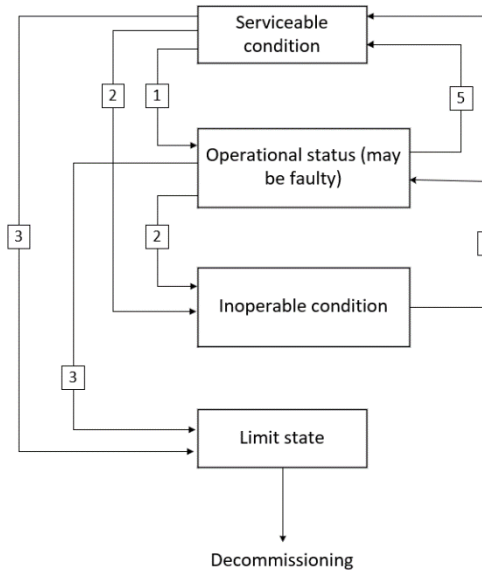 Serviceable
condition
2
1
5
Operational status (may
be faulty)
3
2
Inoperable condition
3
Limit state
Decommissioning